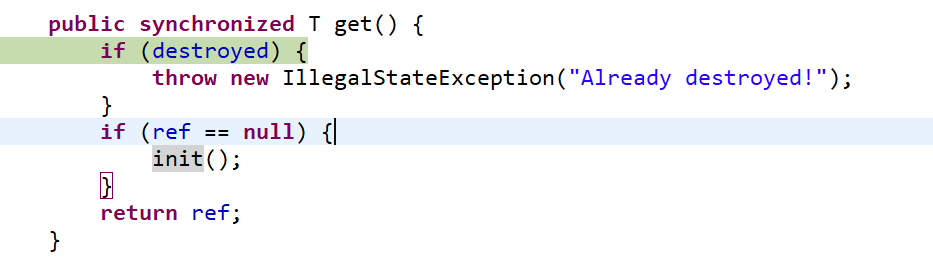 public synchronized T get() {
    if (destroyed) {
        throw new IllegalStateException("Already destroyed!");
    }
    if (ref == null) {
        init();
    }
    return ref;
}